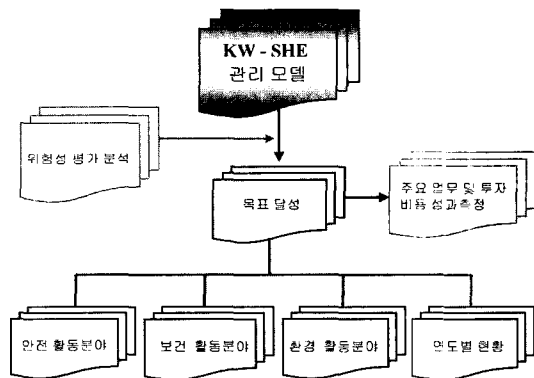 KW - SHE
관리 모델
위험성 평가 분석
목표 달성
주요 업무 및 투자
비용 성과측정
안전 활동분야
보건 활동분야
환경 활동분야
연도별 현황